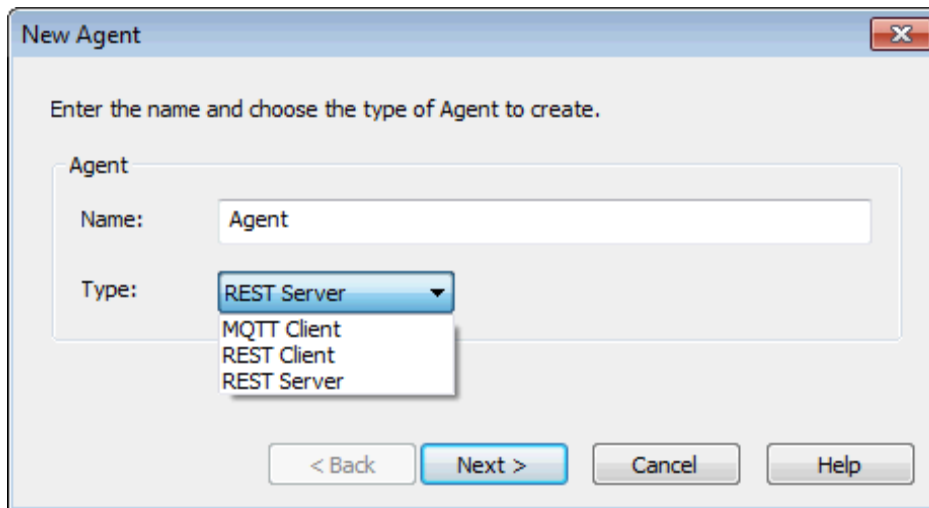 New Agent
Enter the name and choose the type of Agent to create.
Agent
Name: Agent
Type: REST Server
MQTT Client
REST Client
REST Server
< Back Next > Cancel Help